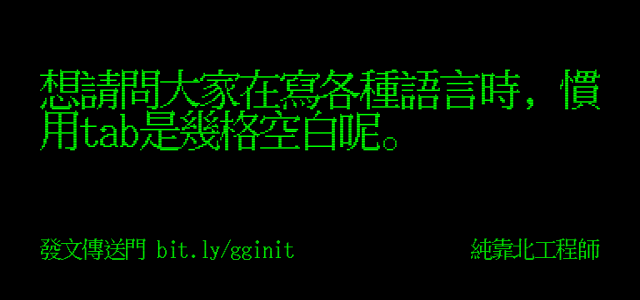 想請問大家在寫各種語言時，慣
用tab是幾格空白呢。
發文傳送門 bit.ly/gginit
純靠北工程師